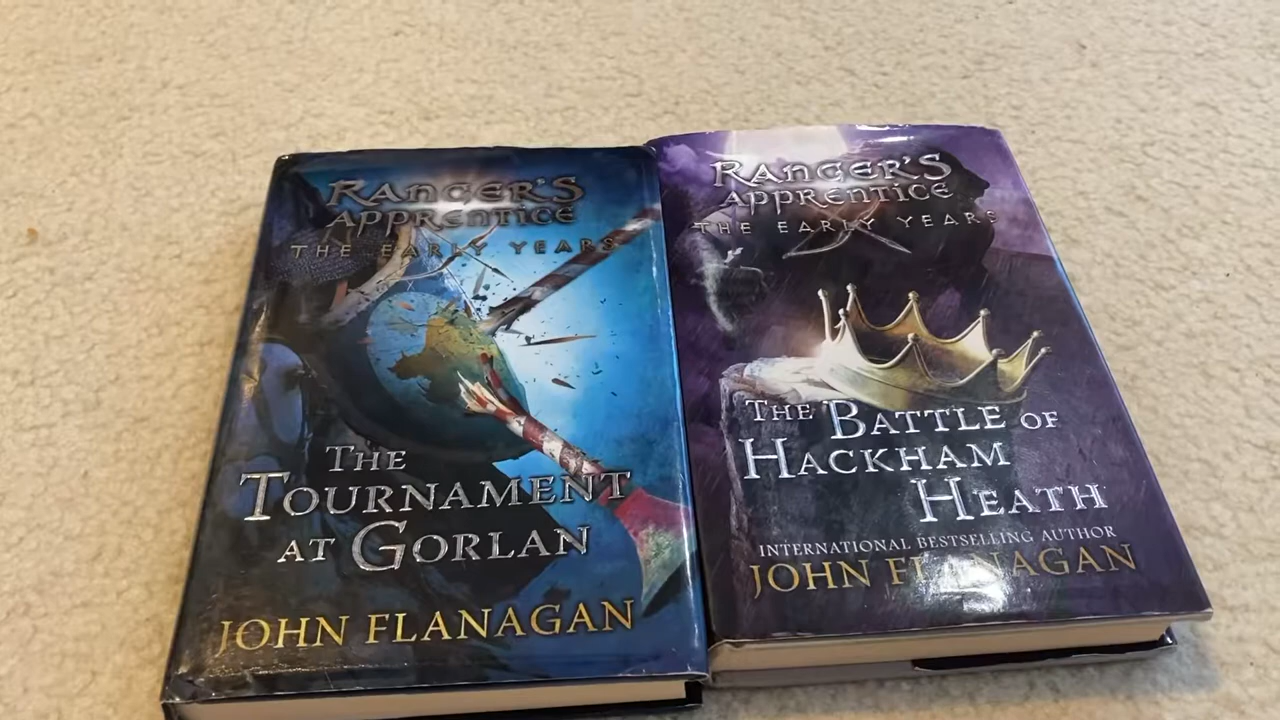 RANGER'S
APPRENTICE
THE EARLY YEARS
THE
TOURNAMENT
AT GORLAN
JOHN FLANAGAN
RANGER'S
APPRENTICE
THE EARLY YEARS
THE BATTLE OF
HACKHAM
HEATH
INTERNATIONAL BESTSELLING AUTHOR
JOHN FLANAGAN